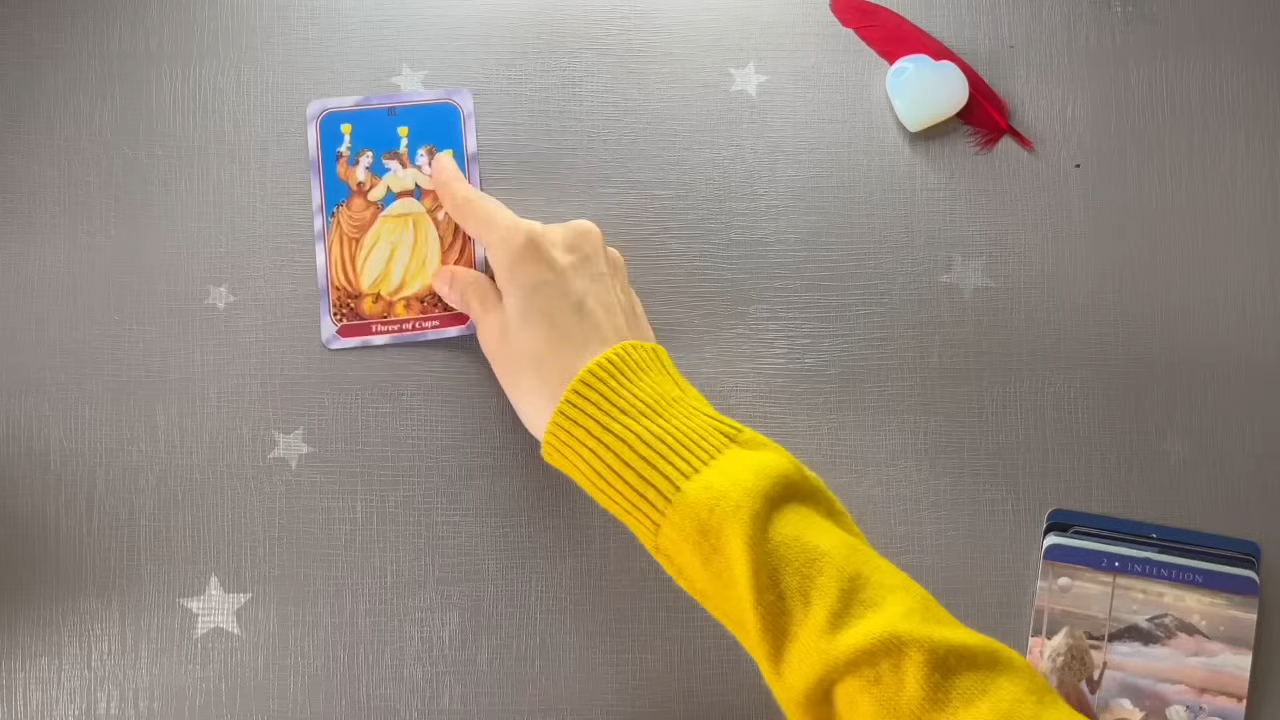 III
Three of Cups
2 • INTENTION